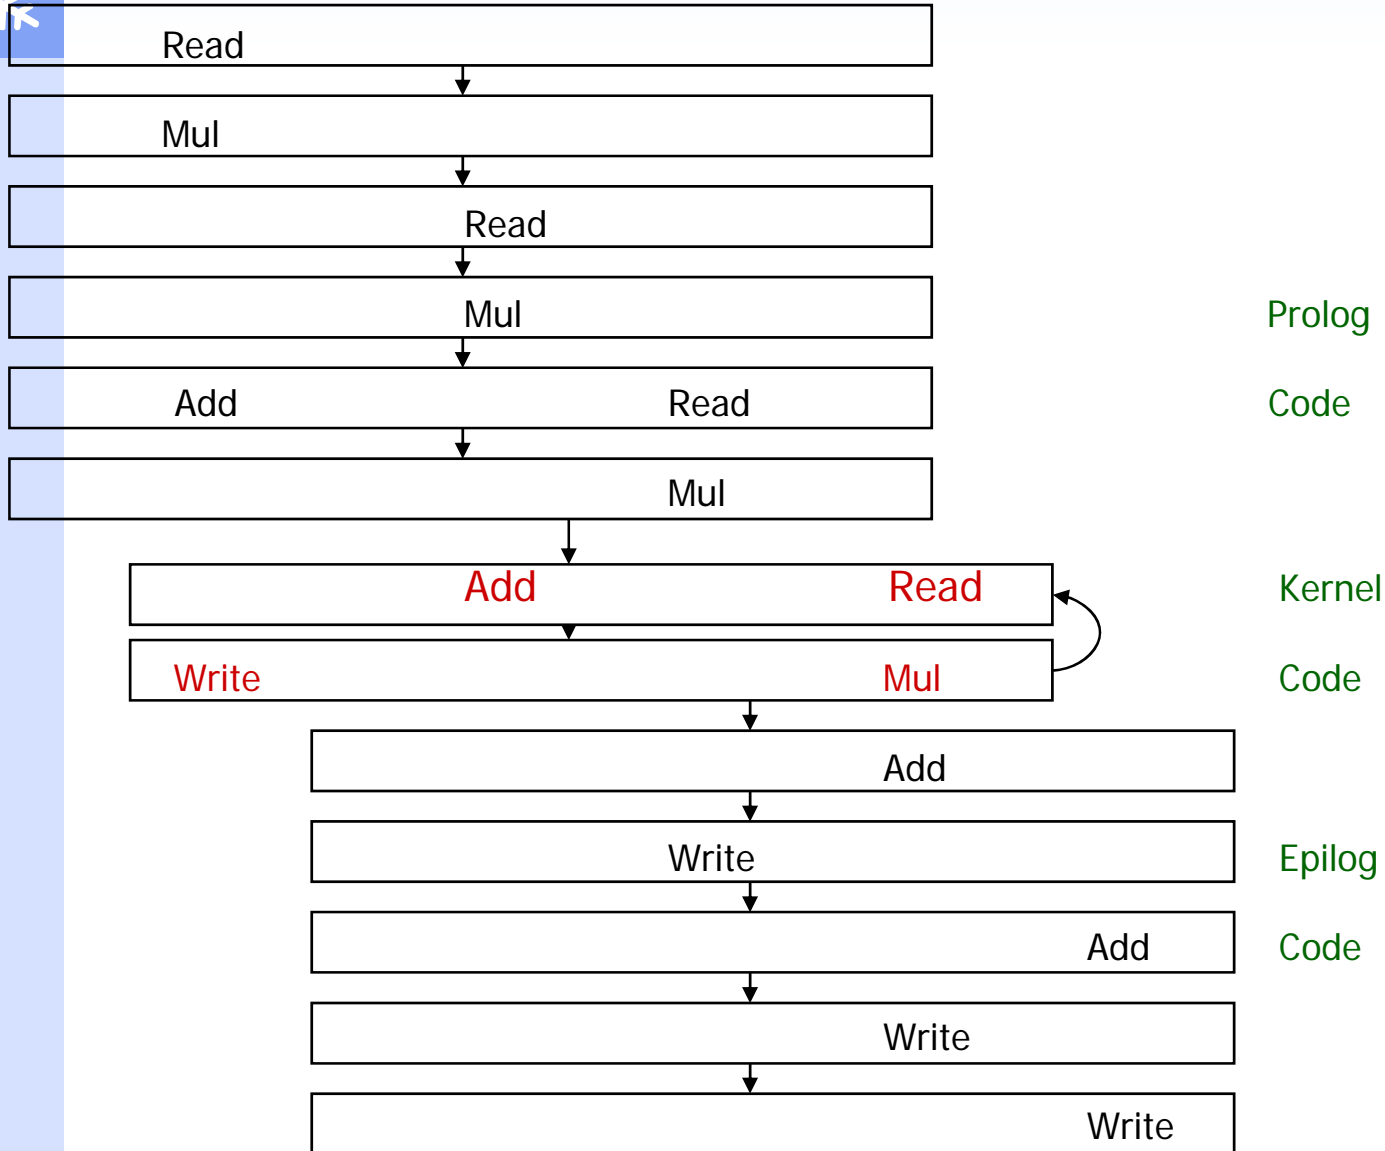 Read
Mul
Read
Mul Prolog
Add Read Code
Mul
Add Read Kernel
Write Mul Code
Add
Write Epilog
Add Code
Write
Write